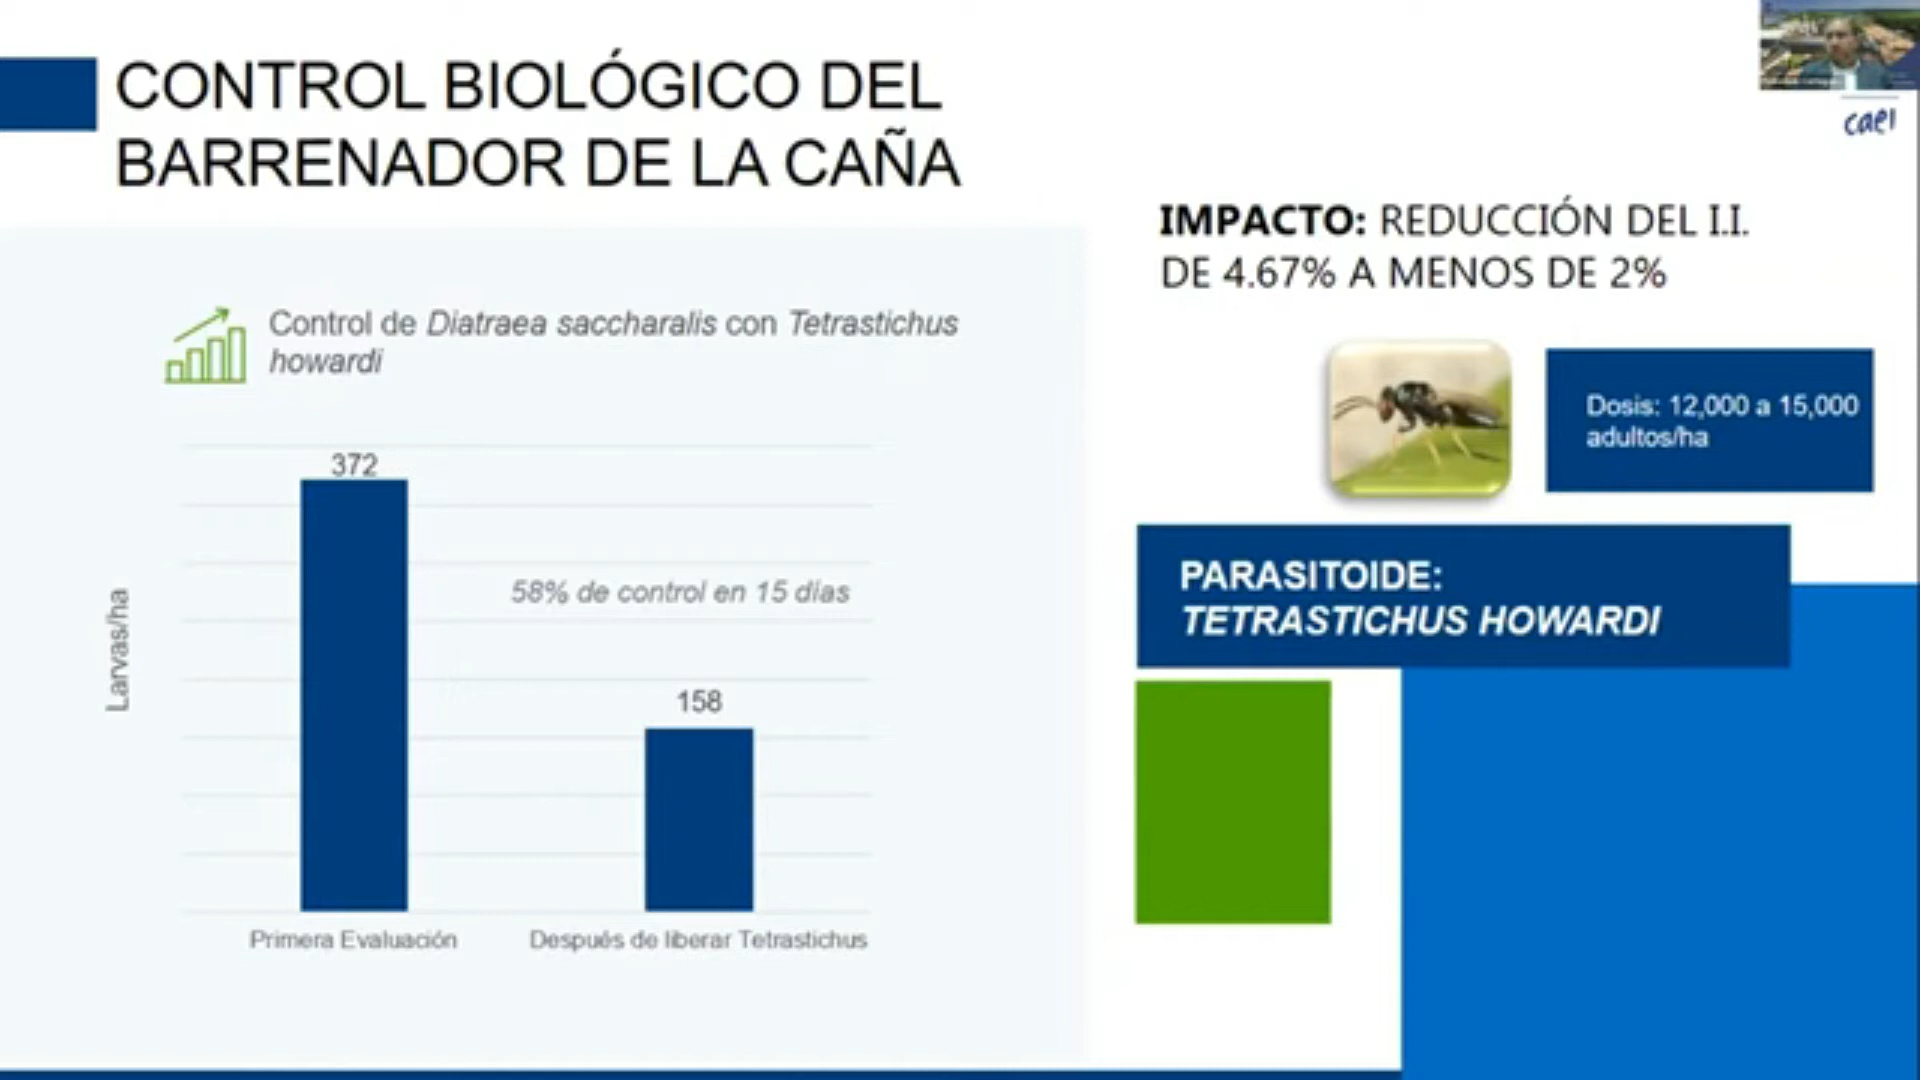 CONTROL BIOLÓGICO DEL
BARRENADOR DE LA CAÑA
caei
IMPACTO: REDUCCIÓN DEL I.I.
DE 4.67% A MENOS DE 2%
Control de Diatraea saccharalis con Tetrastichus
howardi
Dosis: 12,000 a 15,000
adultos/ha
372
58% de control en 15 días
PARASITOIDE:
TETRASTICHUS HOWARDI
Larvas/ha
158
Primera Evaluación
Después de liberar Tetrastichus